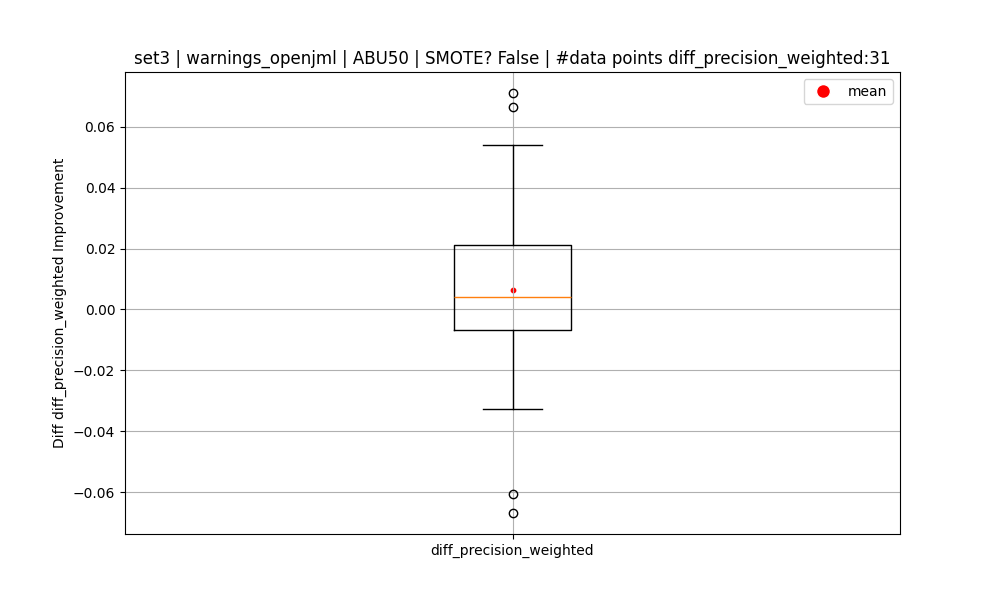 set3 | warnings_openjml | ABU50 | SMOTE? False | #data points diff_precision_weighted:31
mean
Diff diff_precision_weighted Improvement
0.06
0.04
0.02
0.00
−0.02
−0.04
−0.06
diff_precision_weighted